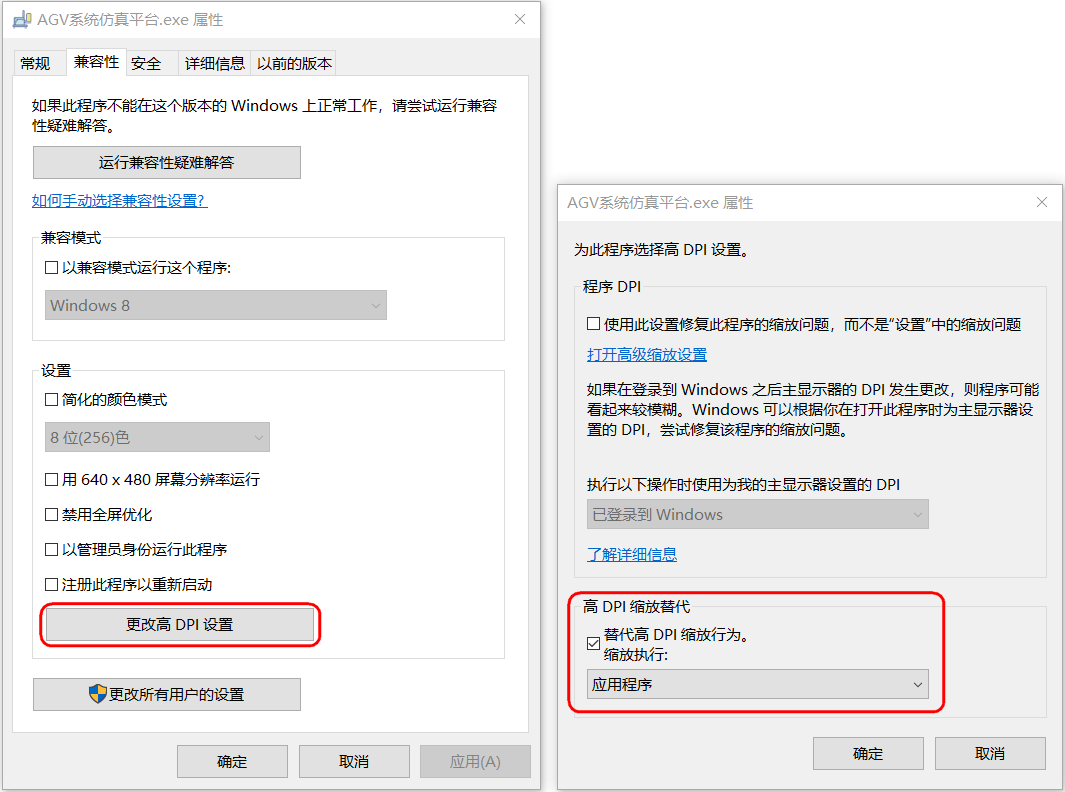 AGV系统仿真平台.exe 属性
常规
兼容性
安全
详细信息
以前的版本
如果此程序不能在这个版本的 Windows 上正常工作，请尝试运行兼容
性疑难解答。
运行兼容性疑难解答
如何手动选择兼容性设置?
兼容模式
以兼容模式运行这个程序:
Windows 8
设置
简化的颜色模式
8 位(256)色
用 640 x 480 屏幕分辨率运行
禁用全屏优化
以管理员身份运行此程序
注册此程序以重新启动
更改高 DPI 设置
更改所有用户的设置
确定
取消
应用(A)
AGV系统仿真平台.exe 属性
为此程序选择高 DPI 设置。
程序 DPI
使用此设置修复此程序的缩放问题，而不是“设置”中的缩放问题
打开高级缩放设置
如果在登录到 Windows 之后主显示器的 DPI 发生更改，则程序可能
看起来较模糊。Windows 可以根据你在打开此程序时为主显示器设
置的 DPI，尝试修复该程序的缩放问题。
执行以下操作时使用为我的主显示器设置的 DPI
已登录到 Windows
了解详细信息
高 DPI 缩放替代
替代高 DPI 缩放行为。
缩放执行:
应用程序
确定
取消